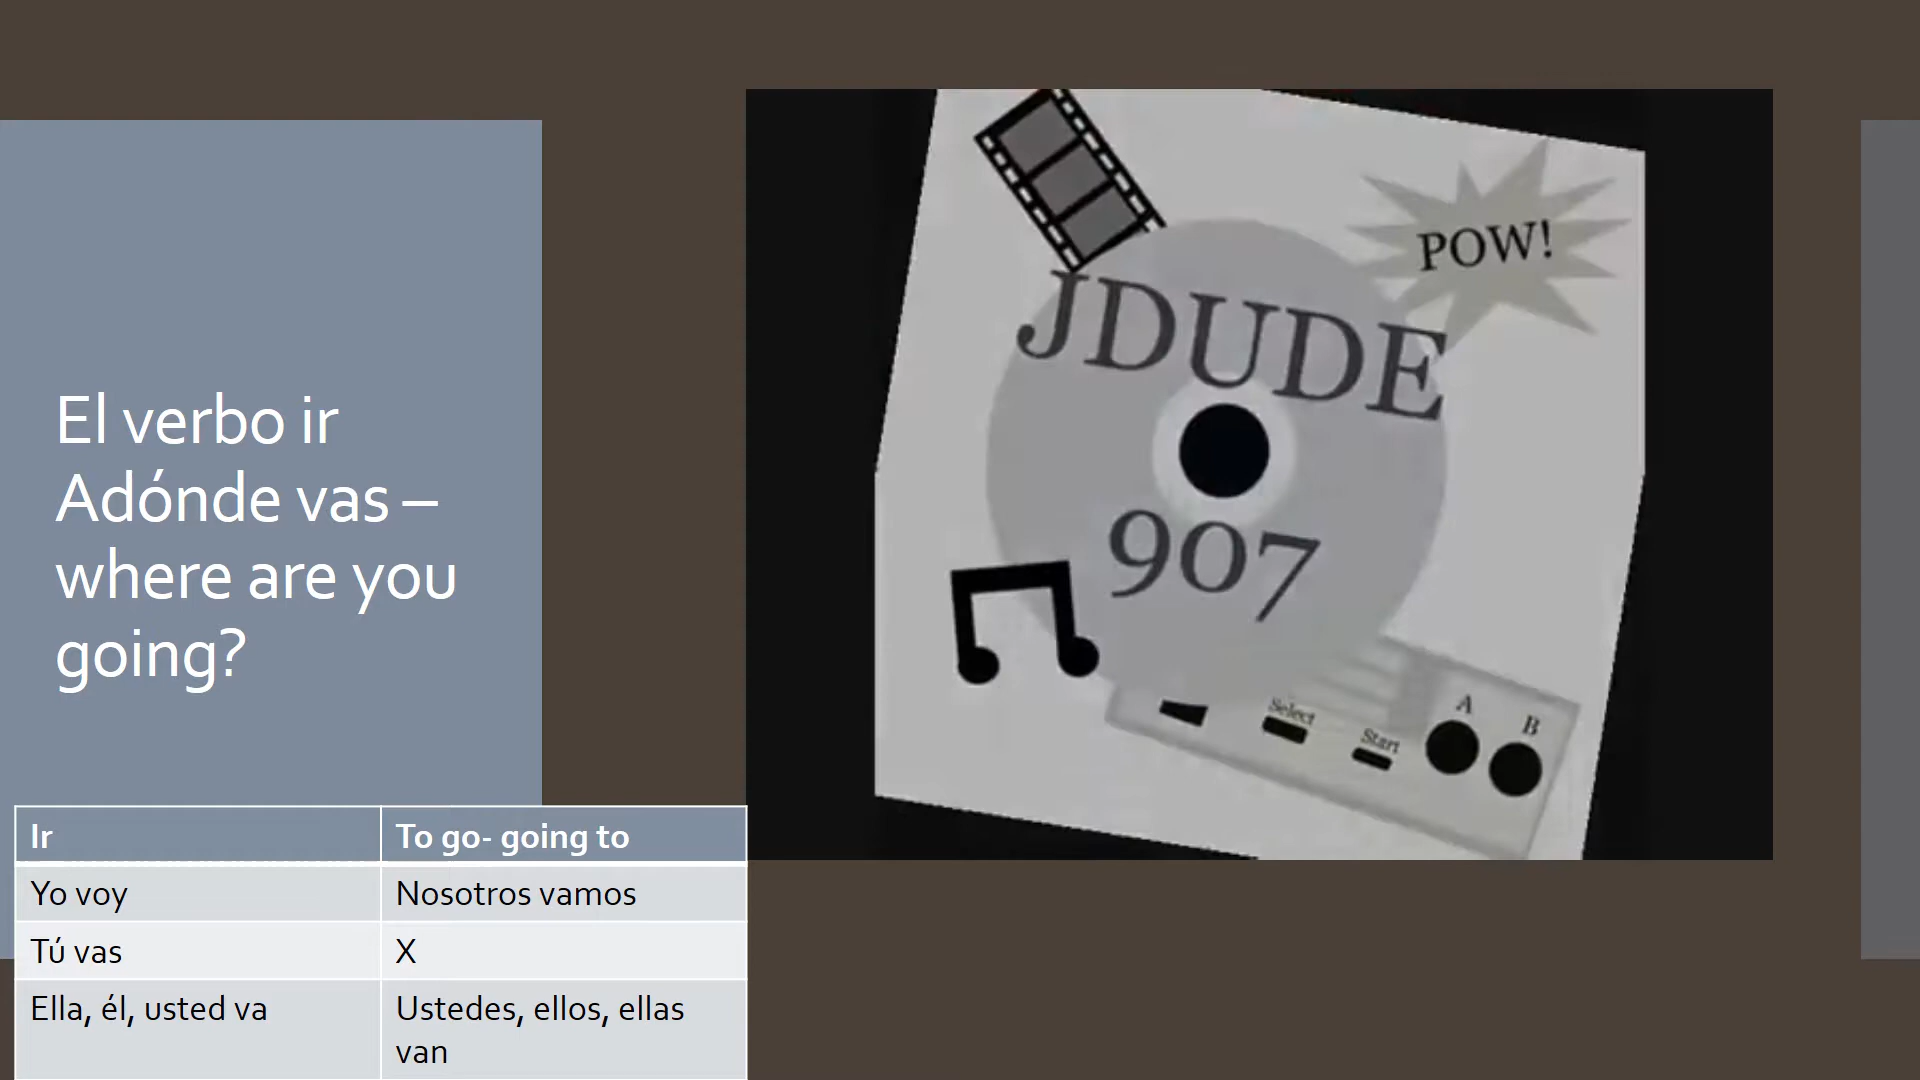 El verbo ir
Adónde vas –
where are you
going?
JDUDE
907
POW!
Select
Start
A
B
Ir
To go- going to
Yo voy
Nosotros vamos
Tú vas
X
Ella, él, usted va
Ustedes, ellos, ellas
van